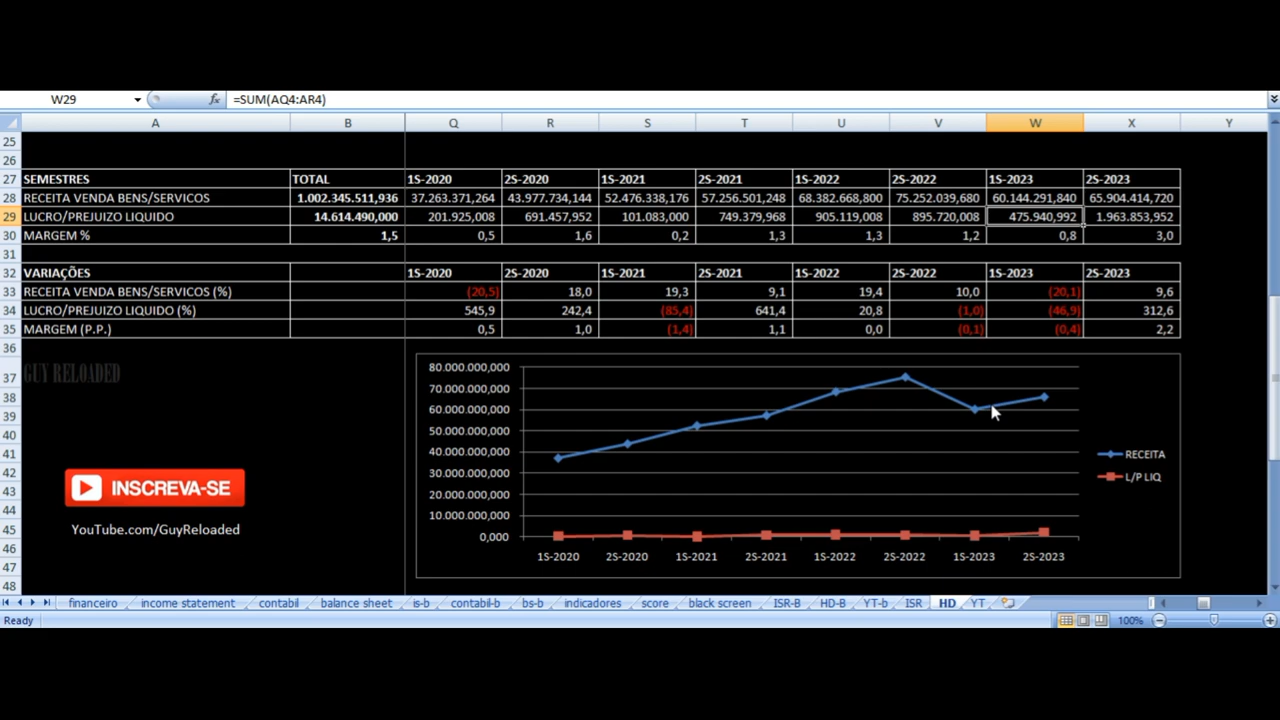 W29 fx =SUM(AQ4:AR4)
A B Q R S T U V W X Y
25
26
27 SEMESTRES TOTAL 1S-2020 2S-2020 1S-2021 2S-2021 1S-2022 2S-2022 1S-2023 2S-2023
28 RECEITA VENDA BENS/SERVICOS 1.002.345.511,936 37.263.371,264 43.977.734,144 52.476.338,176 57.256.501,248 68.382.668,800 75.252.039,680 60.144.291,840 65.904.414,720
29 LUCRO/PREJUIZO LIQUIDO 14.614.490,000 201.925,008 691.457,952 101.083,000 749.379,968 905.119,008 895.720,008 475.940,992 1.963.853,952
30 MARGEM % 1,5 0,5 1,6 0,2 1,3 1,3 1,2 0,8 3,0
31
32 VARIAÇÕES 1S-2020 2S-2020 1S-2021 2S-2021 1S-2022 2S-2022 1S-2023 2S-2023
33 RECEITA VENDA BENS/SERVICOS (%) (20,5) 18,0 19,3 9,1 19,4 10,0 (20,1) 9,6
34 LUCRO/PREJUIZO LIQUIDO (%) 545,9 242,4 (85,4) 641,4 20,8 (1,0) (46,9) 312,6
35 MARGEM (P.P.) 0,5 1,0 (1,4) 1,1 0,0 (0,1) (0,4) 2,2
36
37 GUY RELOADED
38
39
40
41
42
43
44
45
46
47
48
INSCREVA-SE
YouTube.com/GuyReloaded
80.000.000,000
70.000.000,000
60.000.000,000
50.000.000,000
40.000.000,000
30.000.000,000
20.000.000,000
10.000.000,000
0,000
1S-2020 2S-2020 1S-2021 2S-2021 1S-2022 2S-2022 1S-2023 2S-2023
RECEITA
L/P LIQ
financeiro income statement contabil balance sheet is-b contabil-b bs-b indicadores score black screen ISR-B HD-B YT-b ISR HD YT
Ready 100%